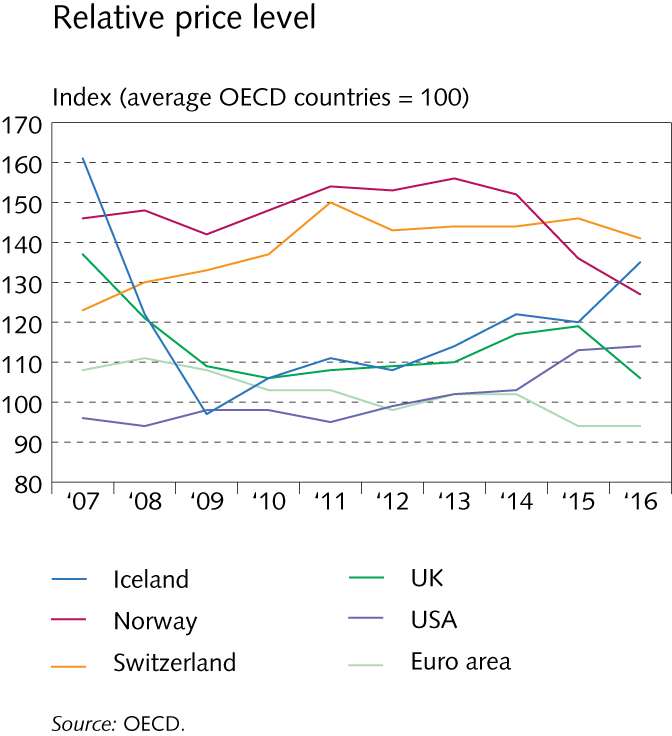 Relative price level
Index (average OECD countries = 100)
170
160
150
140
130
120
110
100
90
80
‘07 ‘08 ‘09 ‘10 ‘11 ‘12 ‘13 ‘14 ‘15 ‘16
Iceland UK
Norway USA
Switzerland Euro area
Source: OECD.